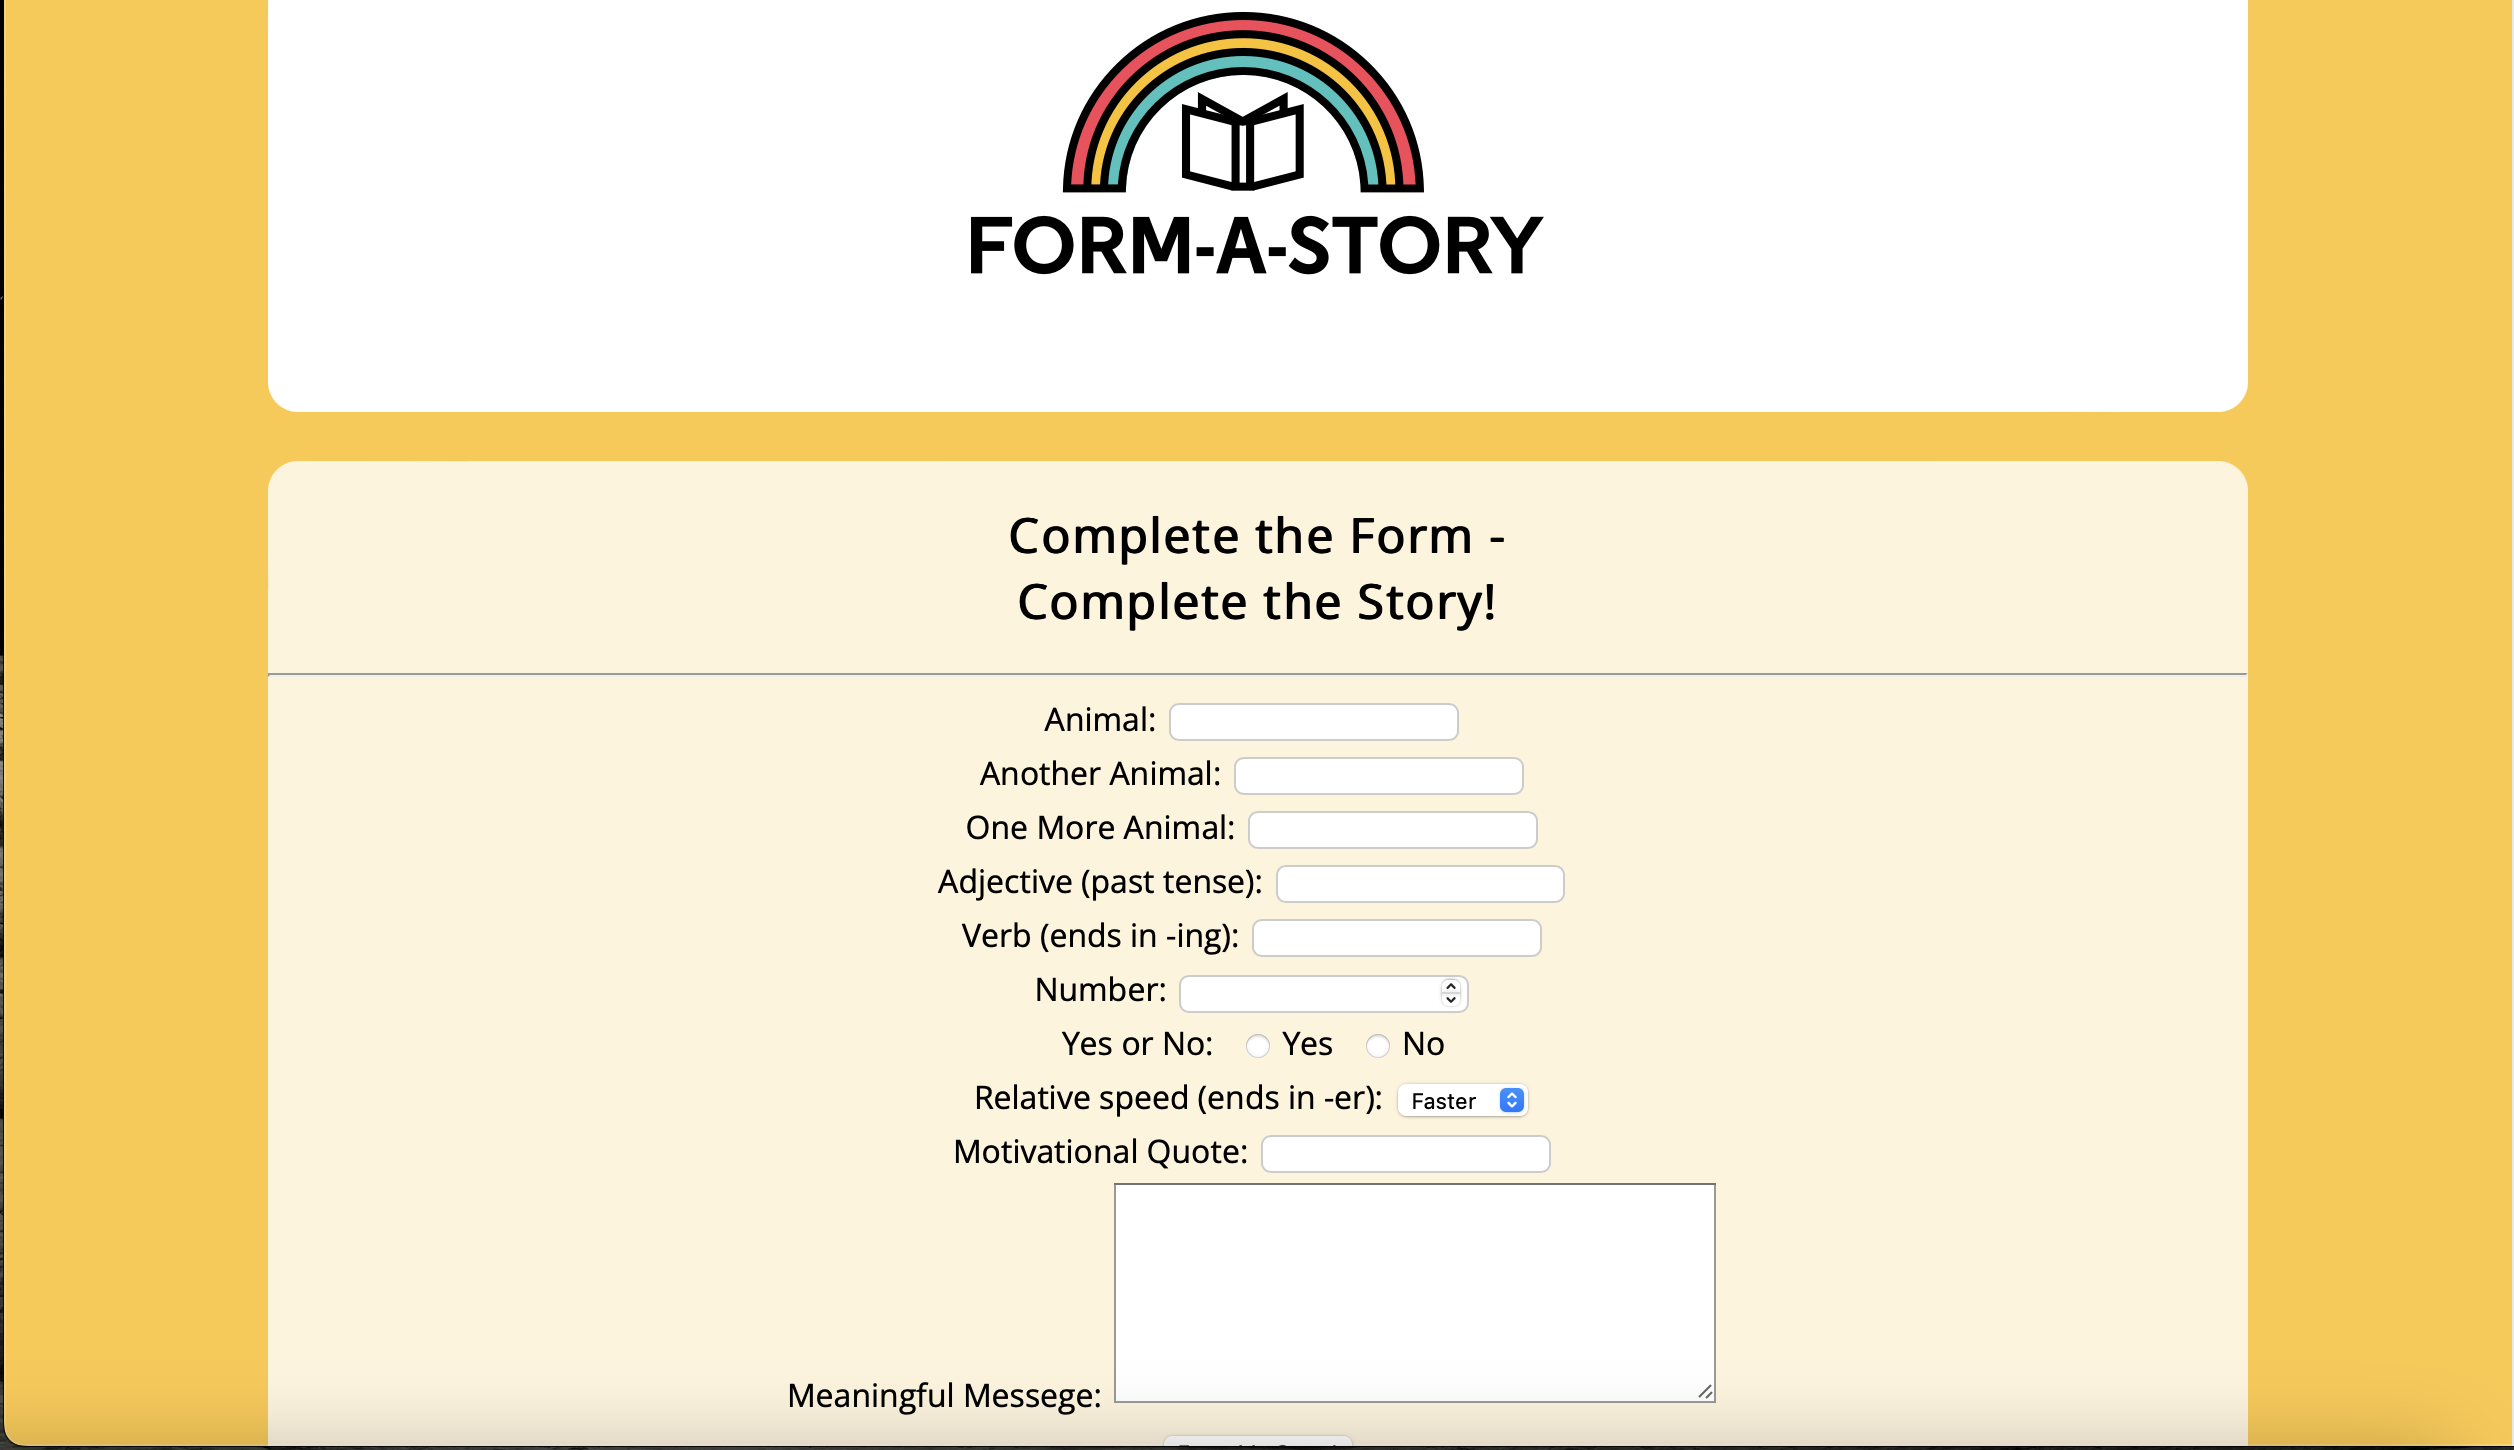 FORM-A-STORY
Complete the Form -
Complete the Story!
Animal:
Another Animal:
One More Animal:
Adjective (past tense):
Verb (ends in -ing):
Number:
Yes or No: Yes No
Relative speed (ends in -er): Faster
Motivational Quote:
Meaningful Messege: